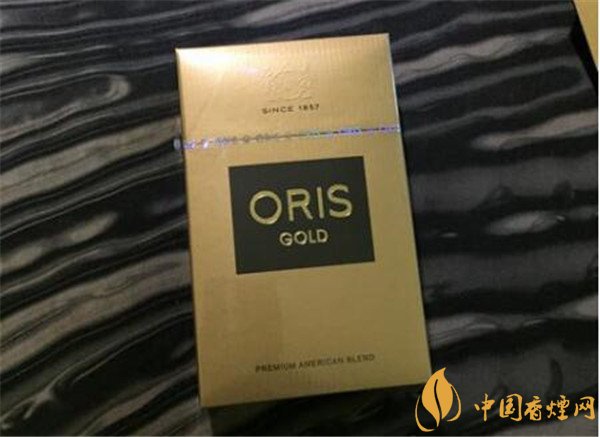 SINCE 1857
ORIS
GOLD
PREMIUM AMERICAN BLEND
中国香烟网